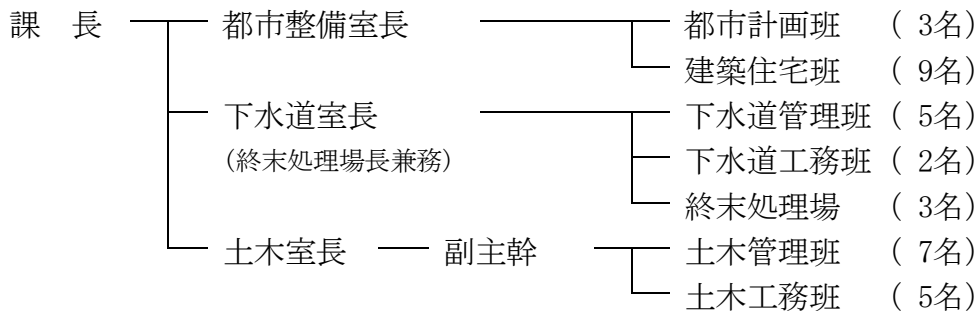 課 長 都市整備室長 都市計画班 ( 3名)
建築住宅班 ( 9名)
下水道室長 下水道管理班 ( 5名)
(終末処理場長兼務) 下水道工務班 ( 2名)
終末処理場 ( 3名)
土木室長 副主幹 土木管理班 ( 7名)
土木工務班 ( 5名)